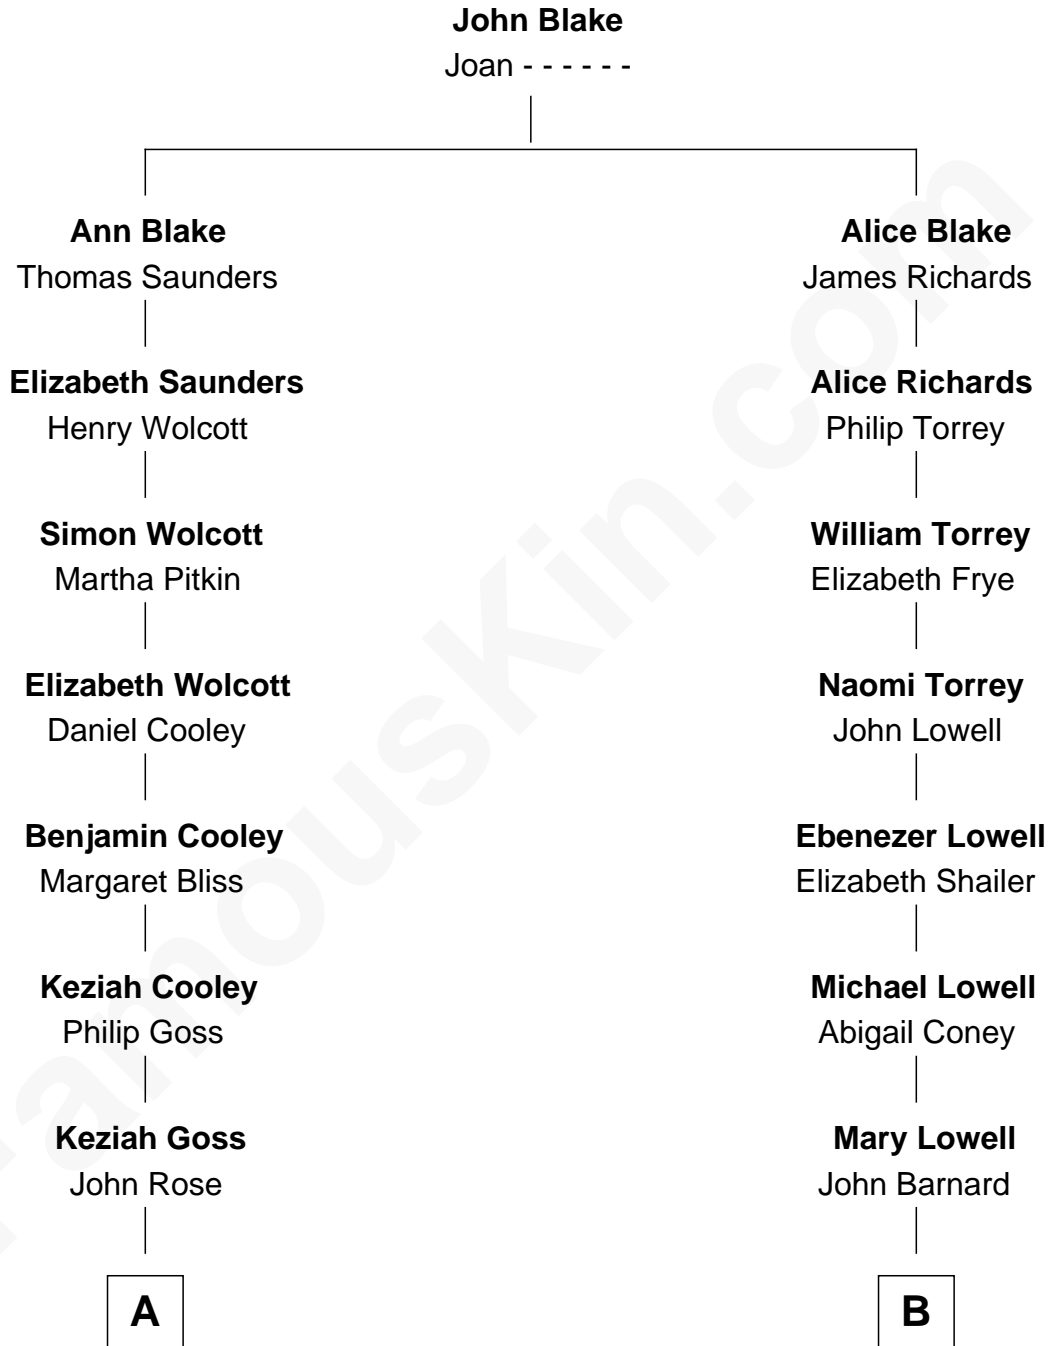 John Blake
Joan - - - - - -
Ann Blake
Thomas Saunders
Alice Blake
James Richards
Elizabeth Saunders
Henry Wolcott
Alice Richards
Philip Torrey
Simon Wolcott
Martha Pitkin
William Torrey
Elizabeth Frye
Elizabeth Wolcott
Daniel Cooley
Naomi Torrey
John Lowell
Benjamin Cooley
Margaret Bliss
Ebenezer Lowell
Elizabeth Shailer
Keziah Cooley
Philip Goss
Michael Lowell
Abigail Coney
Keziah Goss
John Rose
Mary Lowell
John Barnard
A
B
FamousKin.com